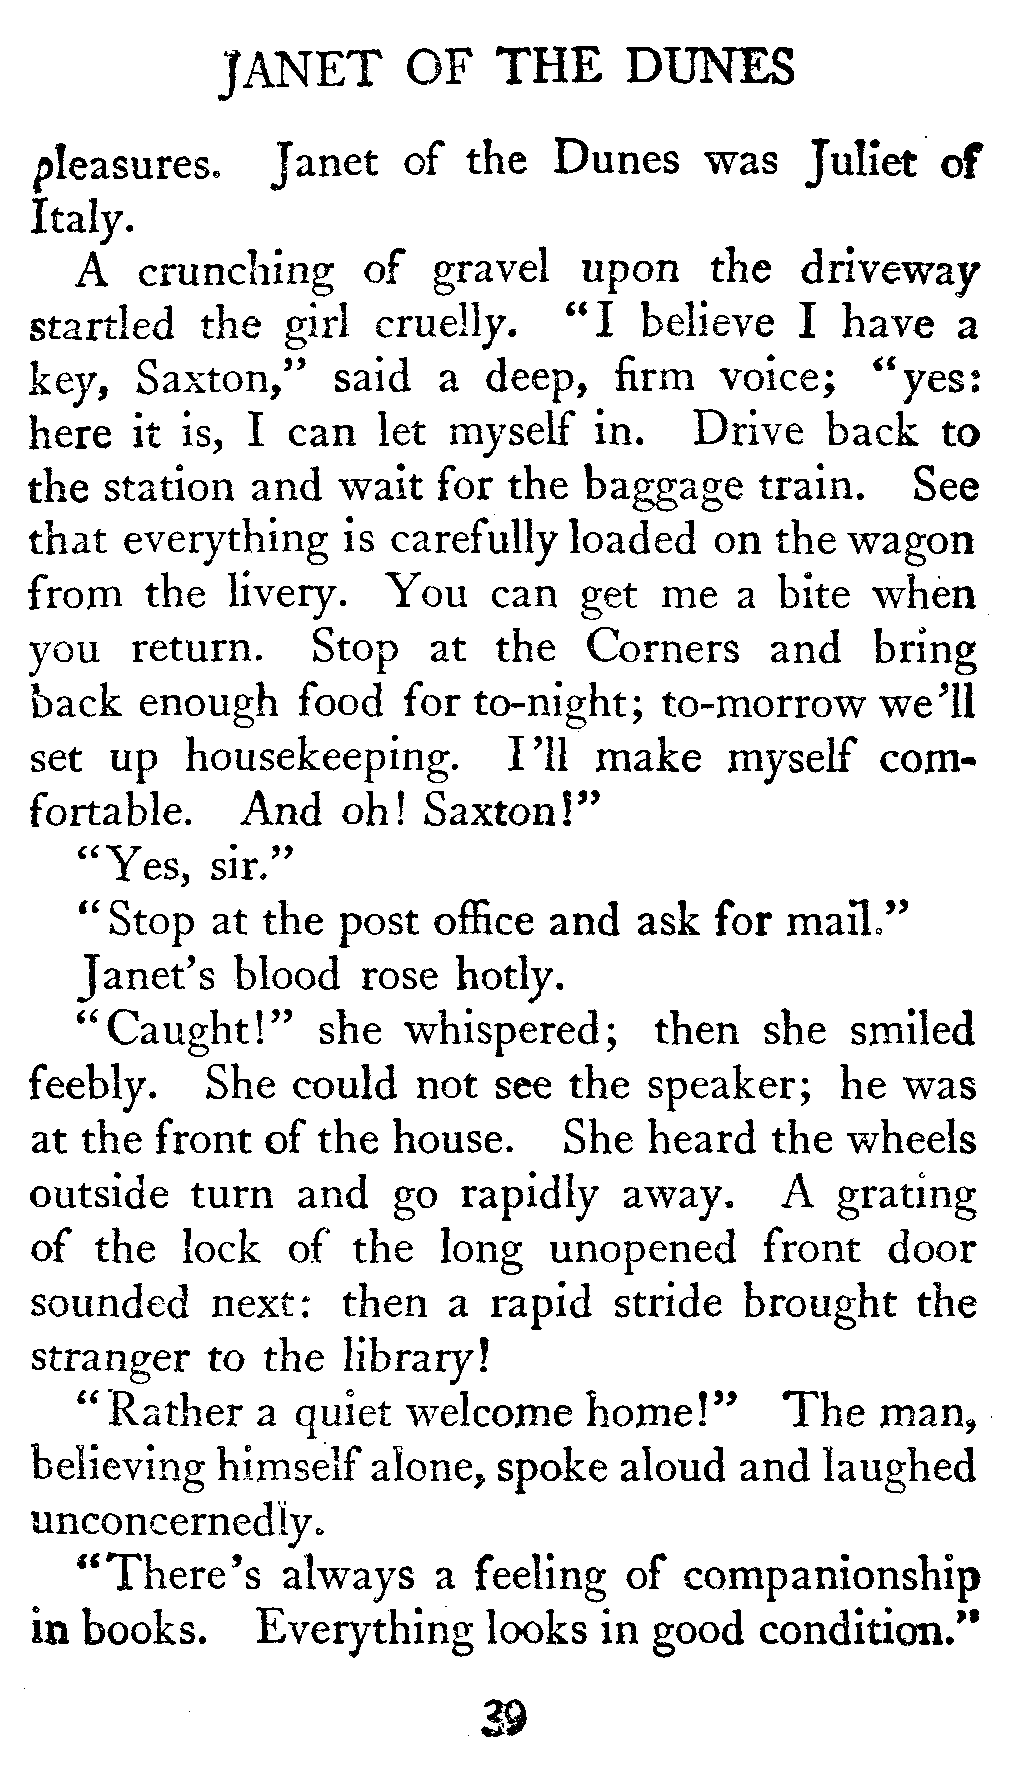 JANET OF THE DUNES
pleasures. Janet of the Dunes was Juliet of
Italy.
A crunching of gravel upon the driveway
startled the girl cruelly. "I believe I have a
key, Saxton," said a deep, firm voice; "yes:
here it is, I can let myself in. Drive back to
the station and wait for the baggage train. See
that everything is carefully loaded on the wagon
from the livery. You can get me a bite when
you return. Stop at the Corners and bring
back enough food for to-night; to-morrow we'll
set up housekeeping. I'll make myself com-
fortable. And oh! Saxton!"
"Yes, sir."
"Stop at the post office and ask for mail."
Janet's blood rose hotly.
"Caught!" she whispered; then she smiled
feebly. She could not see the speaker; he was
at the front of the house. She heard the wheels
outside turn and go rapidly away. A grating
of the lock of the long unopened front door
sounded next: then a rapid stride brought the
stranger to the library!
"Rather a quiet welcome home!" The man,
believing himself alone, spoke aloud and laughed
unconcernedly.
"There's always a feeling of companionship
in books. Everything looks in good condition."
39